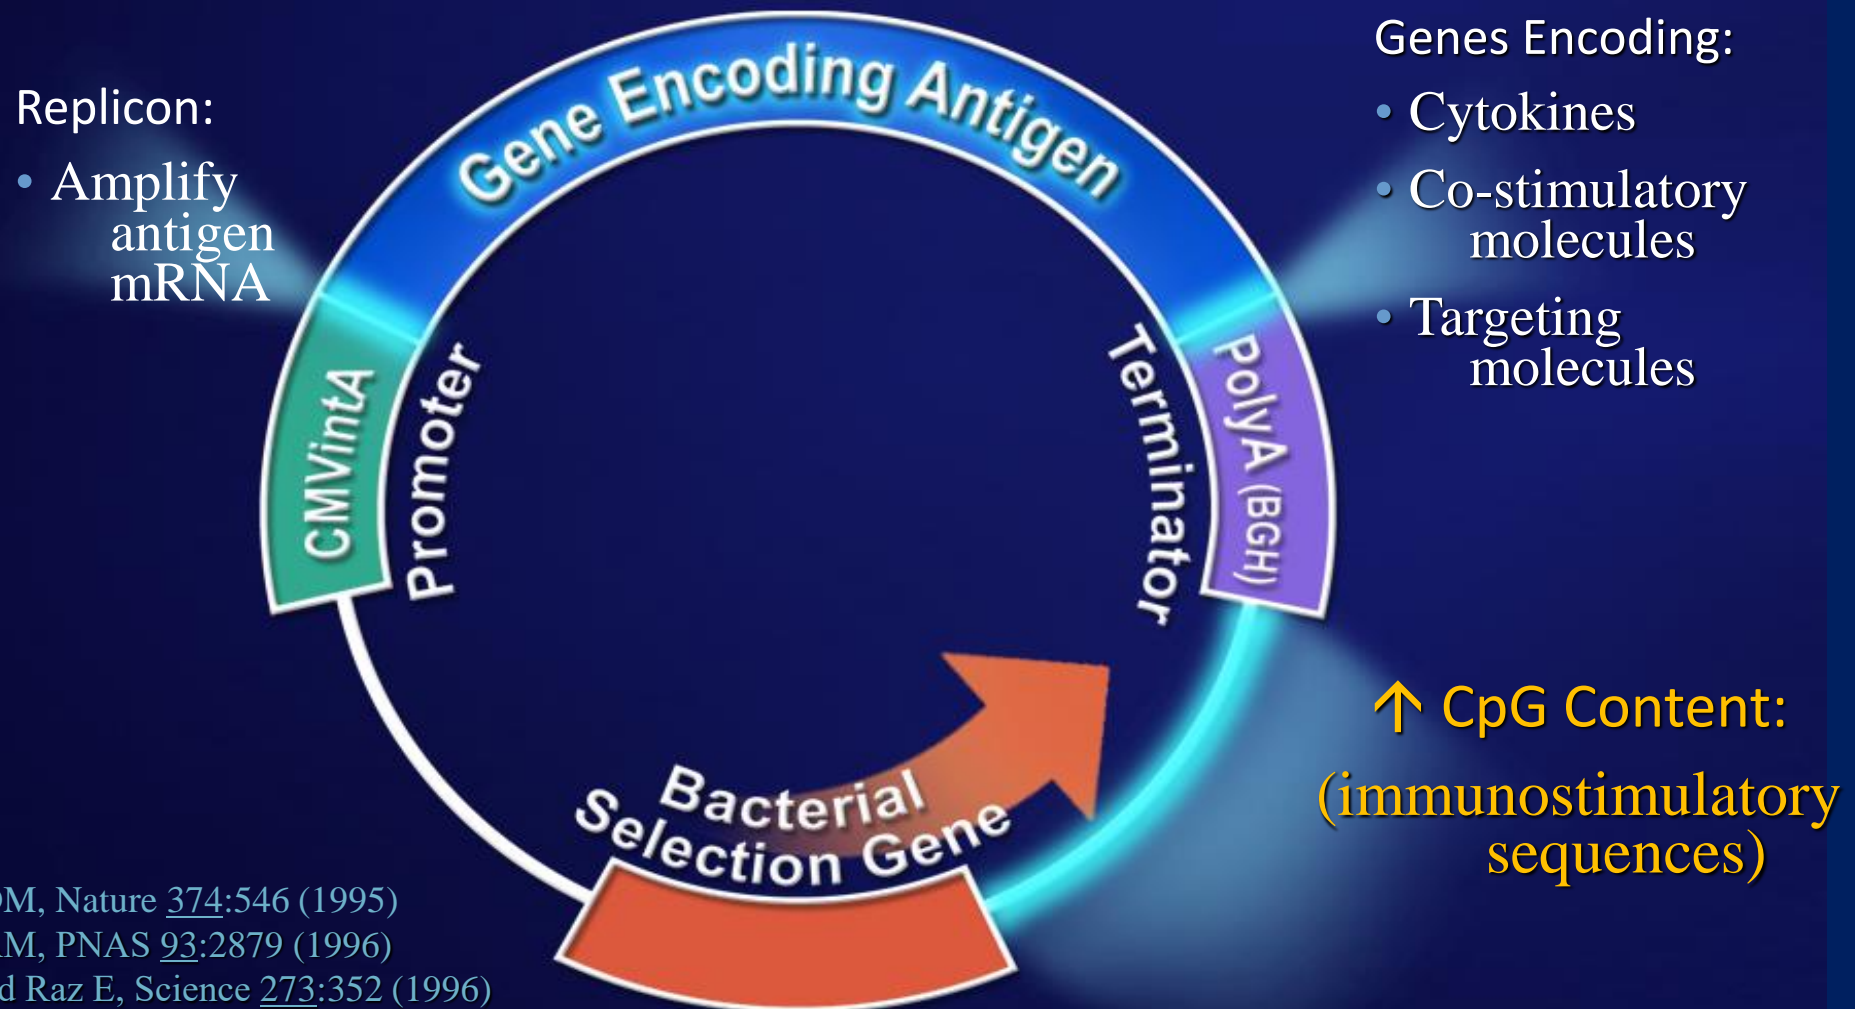 Genes Encoding:
• Cytokines
• Co-stimulatory
molecules
• Targeting
molecules
Replicon:
• Amplify
antigen
mRNA
Gene Encoding Antigen
CMVintA
Promoter
Terminator
PolyA (BGH)
Bacterial
Selection Gene
↑ CpG Content:
(immunostimulatory
sequences)
M, Nature 374:546 (1995)
M, PNAS 93:2879 (1996)
d Raz E, Science 273:352 (1996)